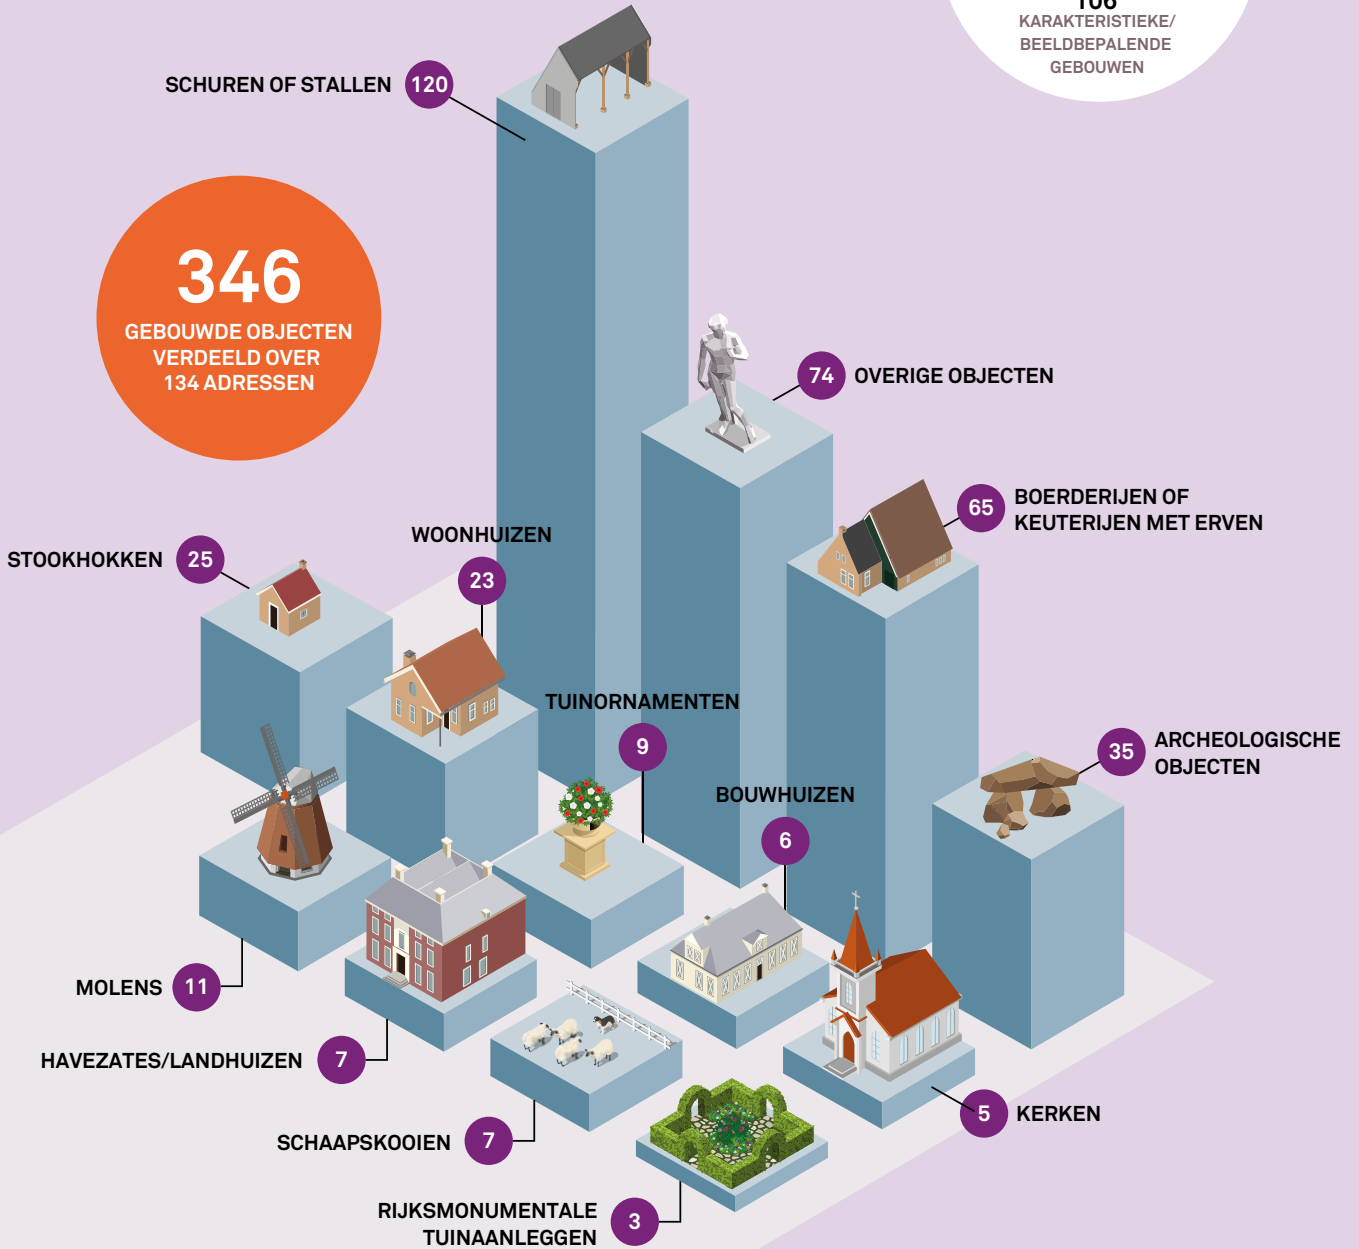 106
KARAKTERISTIEKE/
BEELDBEPALENDE
GEBOUWEN
SCHUREN OF STALLEN 120
346
GEBOUWDE OBJECTEN
VERDEELD OVER
134 ADRESSEN
74 OVERIGE OBJECTEN
65 BOERDERIJEN OF
KEUTERIJEN MET ERVEN
WOONHUIZEN
23
STOOKHOKKEN 25
TUINORNAMENTEN
9
35 ARCHEOLOGISCHE
OBJECTEN
BOUWHUIZEN
6
MOLENS 11
HAVEZATES/LANDHUIZEN 7
SCHAAPSKOOIEN 7
5 KERKEN
RIJKSMONUMENTALE
TUINAANLEGGEN 3